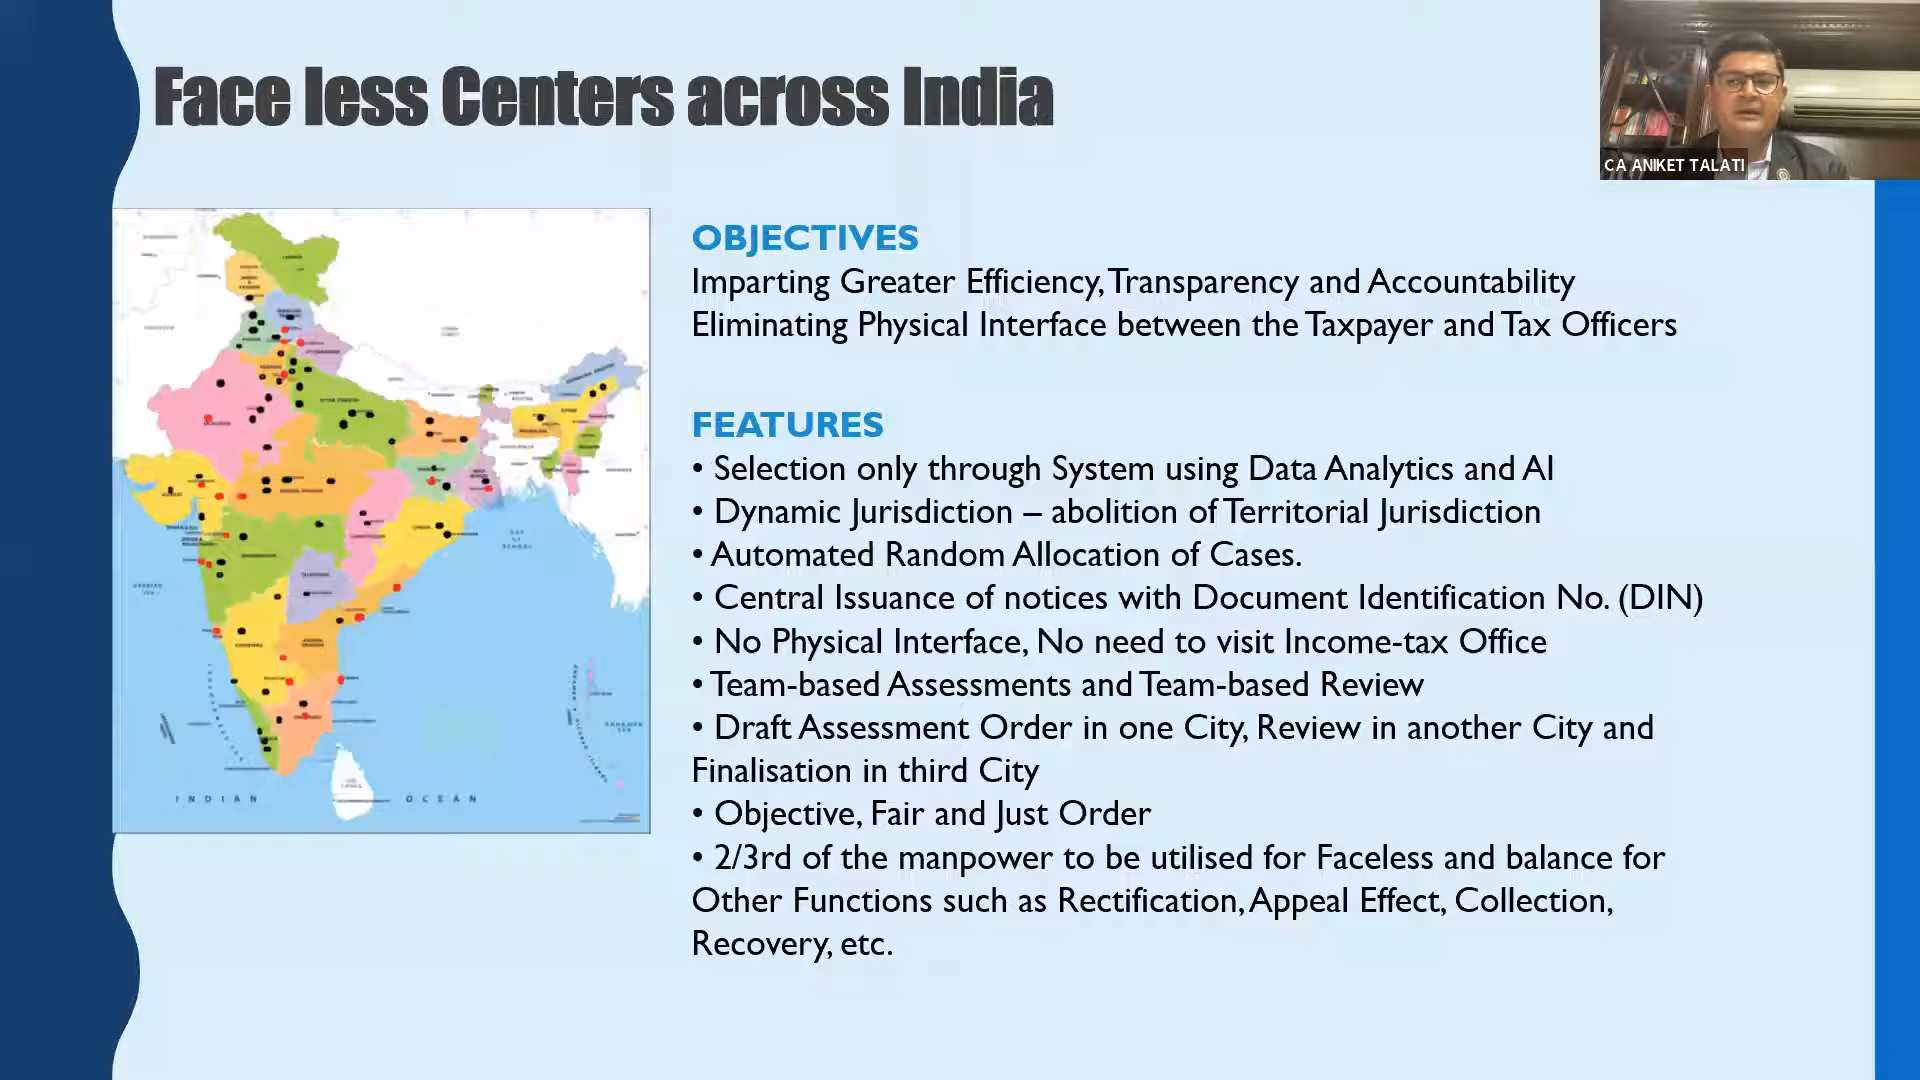 Face less Centers across India
CA ANIKET TALATI
OBJECTIVES
Imparting Greater Efficiency, Transparency and Accountability
Eliminating Physical Interface between the Taxpayer and Tax Officers
FEATURES
• Selection only through System using Data Analytics and AI
• Dynamic Jurisdiction – abolition of Territorial Jurisdiction
• Automated Random Allocation of Cases.
• Central Issuance of notices with Document Identification No. (DIN)
• No Physical Interface, No need to visit Income-tax Office
• Team-based Assessments and Team-based Review
• Draft Assessment Order in one City, Review in another City and
Finalisation in third City
• Objective, Fair and Just Order
• 2/3rd of the manpower to be utilised for Faceless and balance for
Other Functions such as Rectification, Appeal Effect, Collection,
Recovery, etc.
INDIAN OCEAN